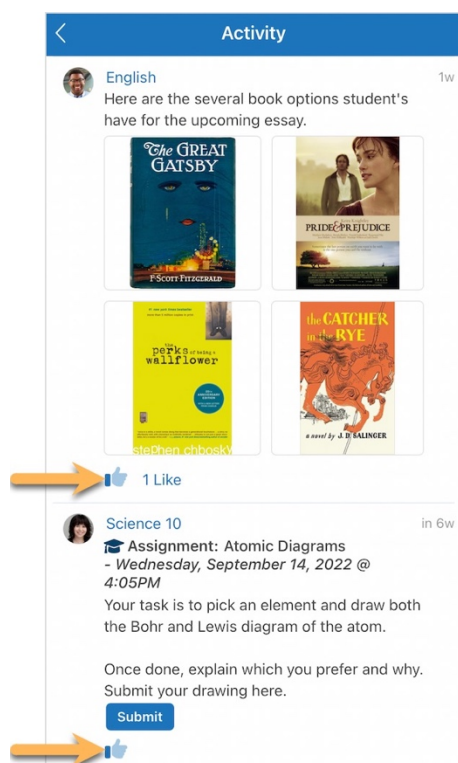 Activity
English
1w
Here are the several book options student's
have for the upcoming essay.
The GREAT
GATSBY
F·SCOTT FITZGERALD
PRIDE & PREJUDICE
the
perks of being a
wallflower
stephen chbosky
the CATCHER
in the RYE
a novel by J. D. SALINGER
1 Like
Science 10
in 6w
Assignment: Atomic Diagrams
- Wednesday, September 14, 2022 @
4:05PM
Your task is to pick an element and draw both
the Bohr and Lewis diagram of the atom.
Once done, explain which you prefer and why.
Submit your drawing here.
Submit